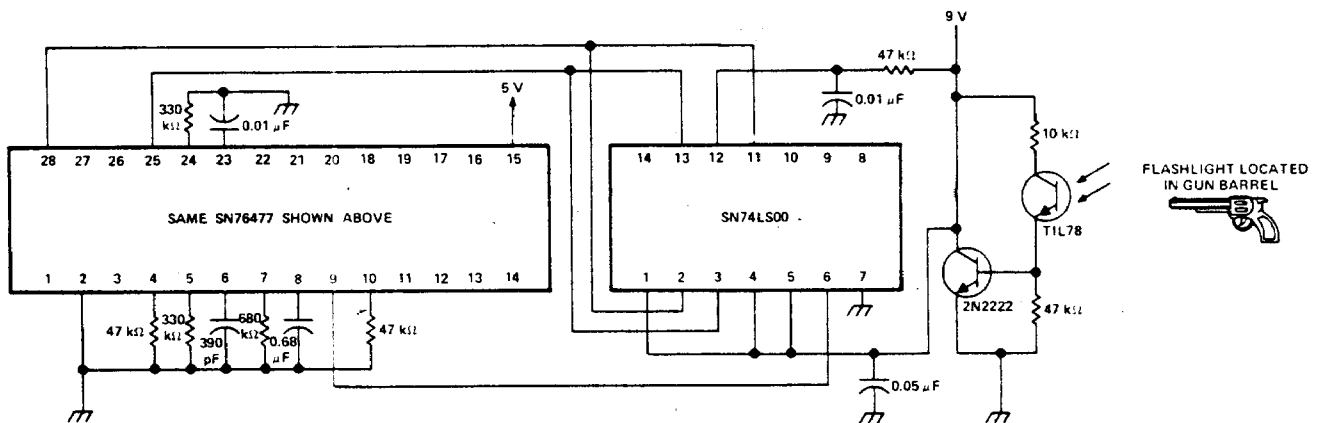 9 V
47 kΩ
0.01 μF
5 V
330
kΩ
0.01 μF
10 kΩ
28 27 26 25 24 23 22 21 20 18 19 17 16 15
14 13 12 11 10 9 8
FLASHLIGHT LOCATED
IN GUN BARREL
SAME SN76477 SHOWN ABOVE
SN74LS00
TIL78
1 2 3 4 5 6 7 8 9 10 11 12 13 14
1 2 3 4 5 6 7
2N2222
47 kΩ
47 kΩ
330
kΩ
390
pF
680
kΩ
0.68
μF
47 kΩ
0.05 μF